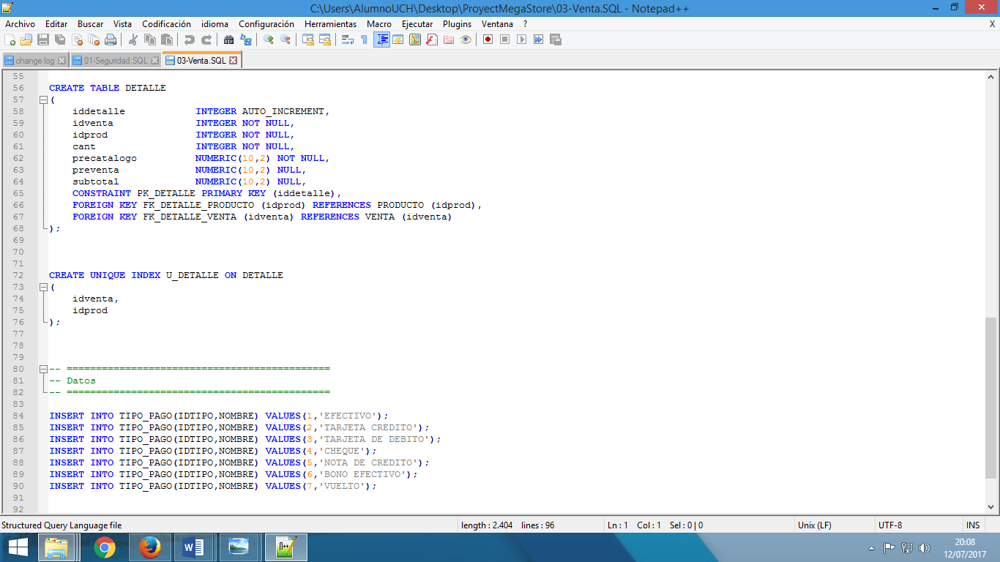 C:\Users\AlumnoUCH\Desktop\ProyectMegaStore\03-Venta.SQL - Notepad++
Archivo Editar Buscar Vista Codificación idioma Configuración Herramientas Macro Ejecutar Plugins Ventana ? X
change.log 01-Seguridad.SQL 03-Venta.SQL
55
56 CREATE TABLE DETALLE
57 (
58 iddetalle INTEGER AUTO_INCREMENT,
59 idventa INTEGER NOT NULL,
60 idprod INTEGER NOT NULL,
61 cant INTEGER NOT NULL,
62 precatalogo NUMERIC(10,2) NOT NULL,
63 preventa NUMERIC(10,2) NULL,
64 subtotal NUMERIC(10,2) NULL,
65 CONSTRAINT PK_DETALLE PRIMARY KEY (iddetalle),
66 FOREIGN KEY FK_DETALLE_PRODUCTO (idprod) REFERENCES PRODUCTO (idprod),
67 FOREIGN KEY FK_DETALLE_VENTA (idventa) REFERENCES VENTA (idventa)
68 );
69
70
71
72 CREATE UNIQUE INDEX U_DETALLE ON DETALLE
73 (
74 idventa,
75 idprod
76 );
77
78
79
80 -- =============================================
81 -- Datos
82 -- =============================================
83
84 INSERT INTO TIPO_PAGO(IDTIPO,NOMBRE) VALUES(1,'EFECTIVO');
85 INSERT INTO TIPO_PAGO(IDTIPO,NOMBRE) VALUES(2,'TARJETA CREDITO');
86 INSERT INTO TIPO_PAGO(IDTIPO,NOMBRE) VALUES(3,'TARJETA DE DEBITO');
87 INSERT INTO TIPO_PAGO(IDTIPO,NOMBRE) VALUES(4,'CHEQUE');
88 INSERT INTO TIPO_PAGO(IDTIPO,NOMBRE) VALUES(5,'NOTA DE CREDITO');
89 INSERT INTO TIPO_PAGO(IDTIPO,NOMBRE) VALUES(6,'BONO EFECTIVO');
90 INSERT INTO TIPO_PAGO(IDTIPO,NOMBRE) VALUES(7,'VUELTO');
91
92
Structured Query Language file length : 2.404 lines : 96 Ln : 1 Col : 1 Sel : 0 | 0 Unix (LF) UTF-8 INS
20:08
12/07/2017